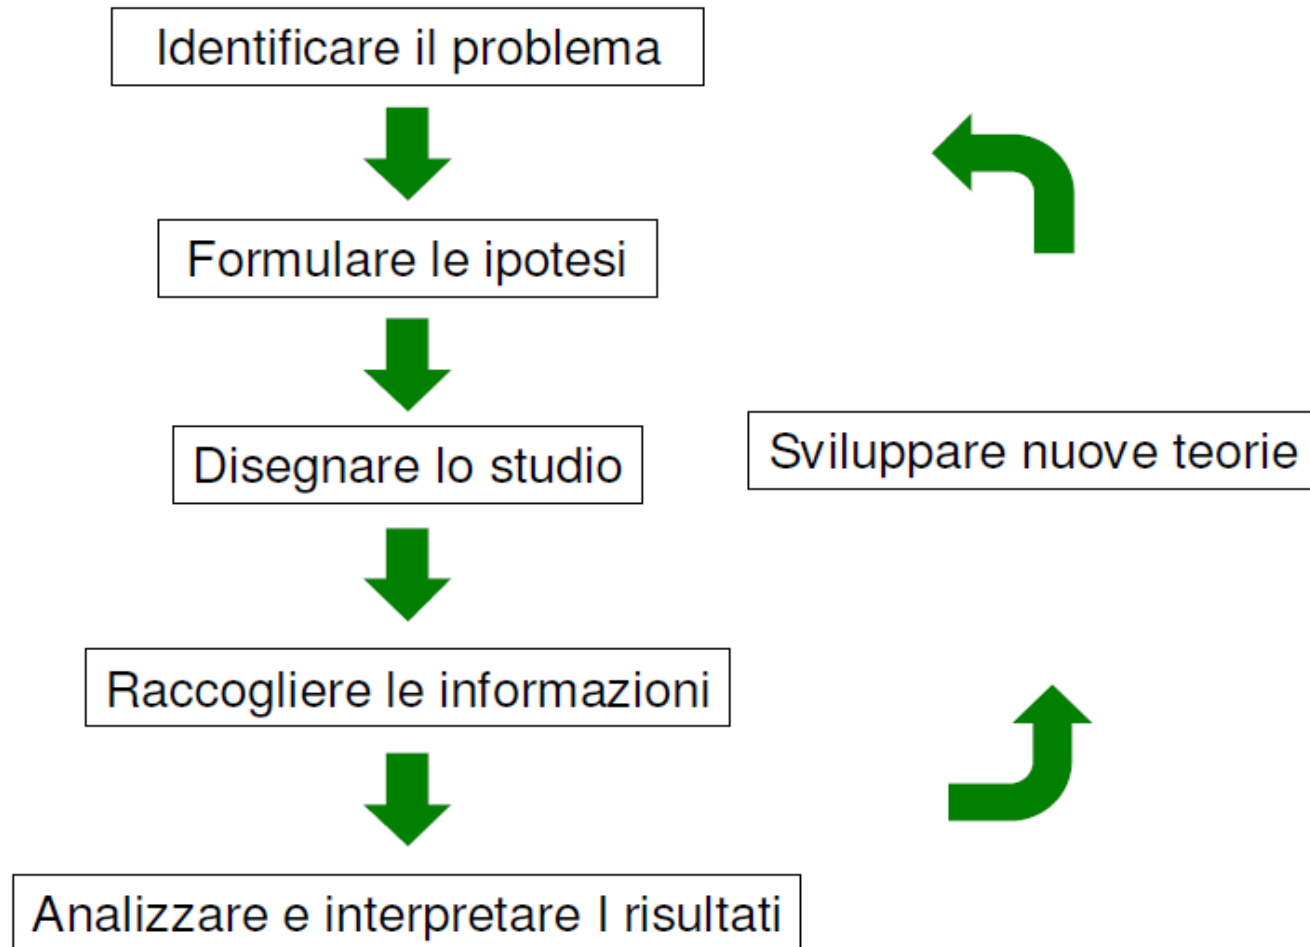 Identificare il problema
Formulare le ipotesi
Disegnare lo studio
Sviluppare nuove teorie
Raccogliere le informazioni
Analizzare e interpretare I risultati